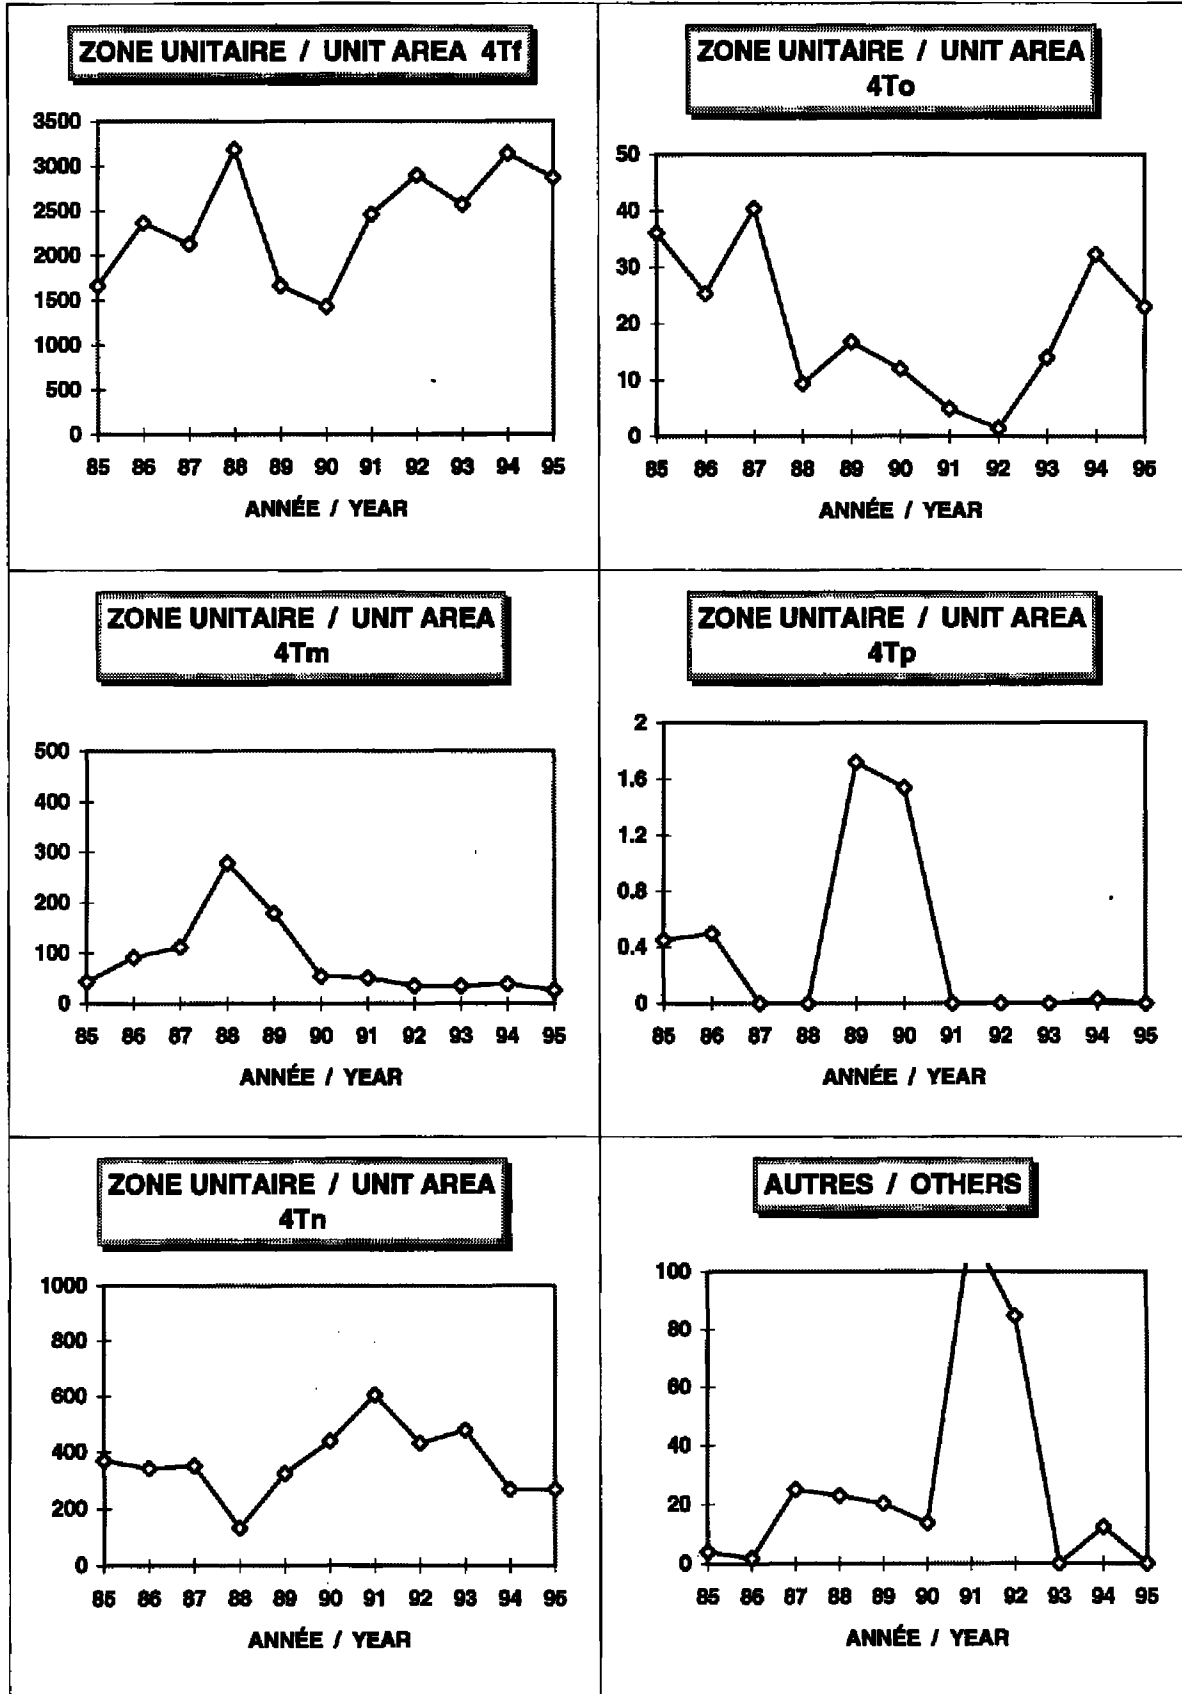 ZONE UNITAIRE / UNIT AREA 4Tf
3500
3000
2500
2000
1500
1000
500
0
85 86 87 88 89 90 91 92 93 94 95
ANNÉE / YEAR
ZONE UNITAIRE / UNIT AREA
4To
50
40
30
20
10
0
85 86 87 88 89 90 91 92 93 94 95
ANNÉE / YEAR
ZONE UNITAIRE / UNIT AREA
4Tm
500
400
300
200
100
0
85 86 87 88 89 90 91 92 93 94 95
ANNÉE / YEAR
ZONE UNITAIRE / UNIT AREA
4Tp
2
1.6
1.2
0.8
0.4
0
85 86 87 88 89 90 91 92 93 94 95
ANNÉE / YEAR
ZONE UNITAIRE / UNIT AREA
4Tn
1000
800
600
400
200
0
85 86 87 88 89 90 91 92 93 94 95
ANNÉE / YEAR
AUTRES / OTHERS
100
80
60
40
20
0
85 86 87 88 89 90 91 92 93 94 95
ANNÉE / YEAR